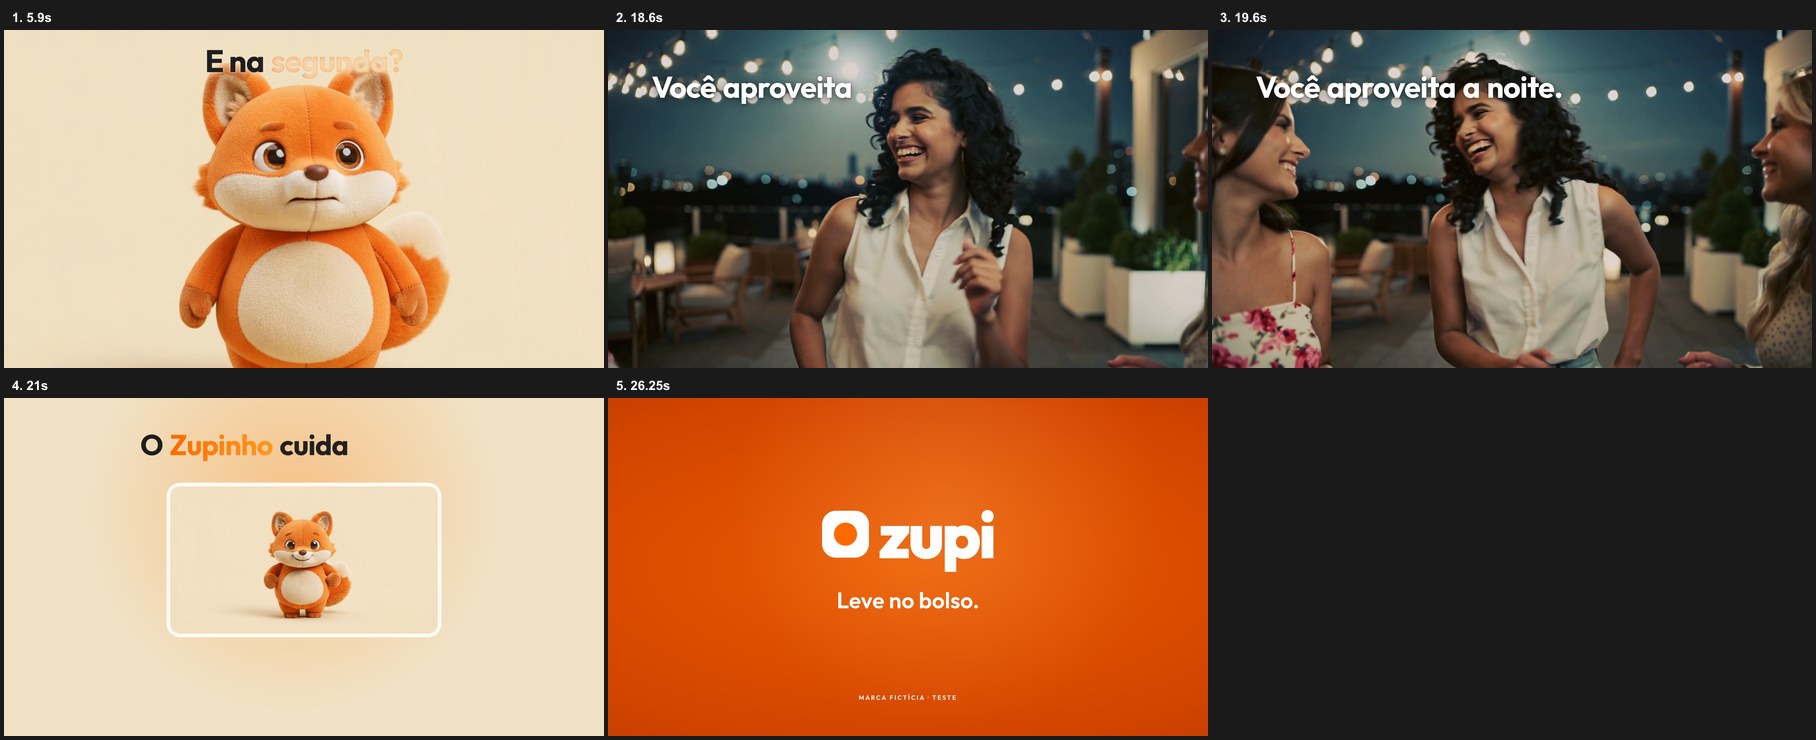 1. 5.9s
E na segunda?
2. 18.6s
Você aproveita
3. 19.6s
Você aproveita a noite.
4. 21s
O Zupinho cuida
5. 26.25s
zupi
Leve no bolso.
MARCA FICTÍCIA · TESTE